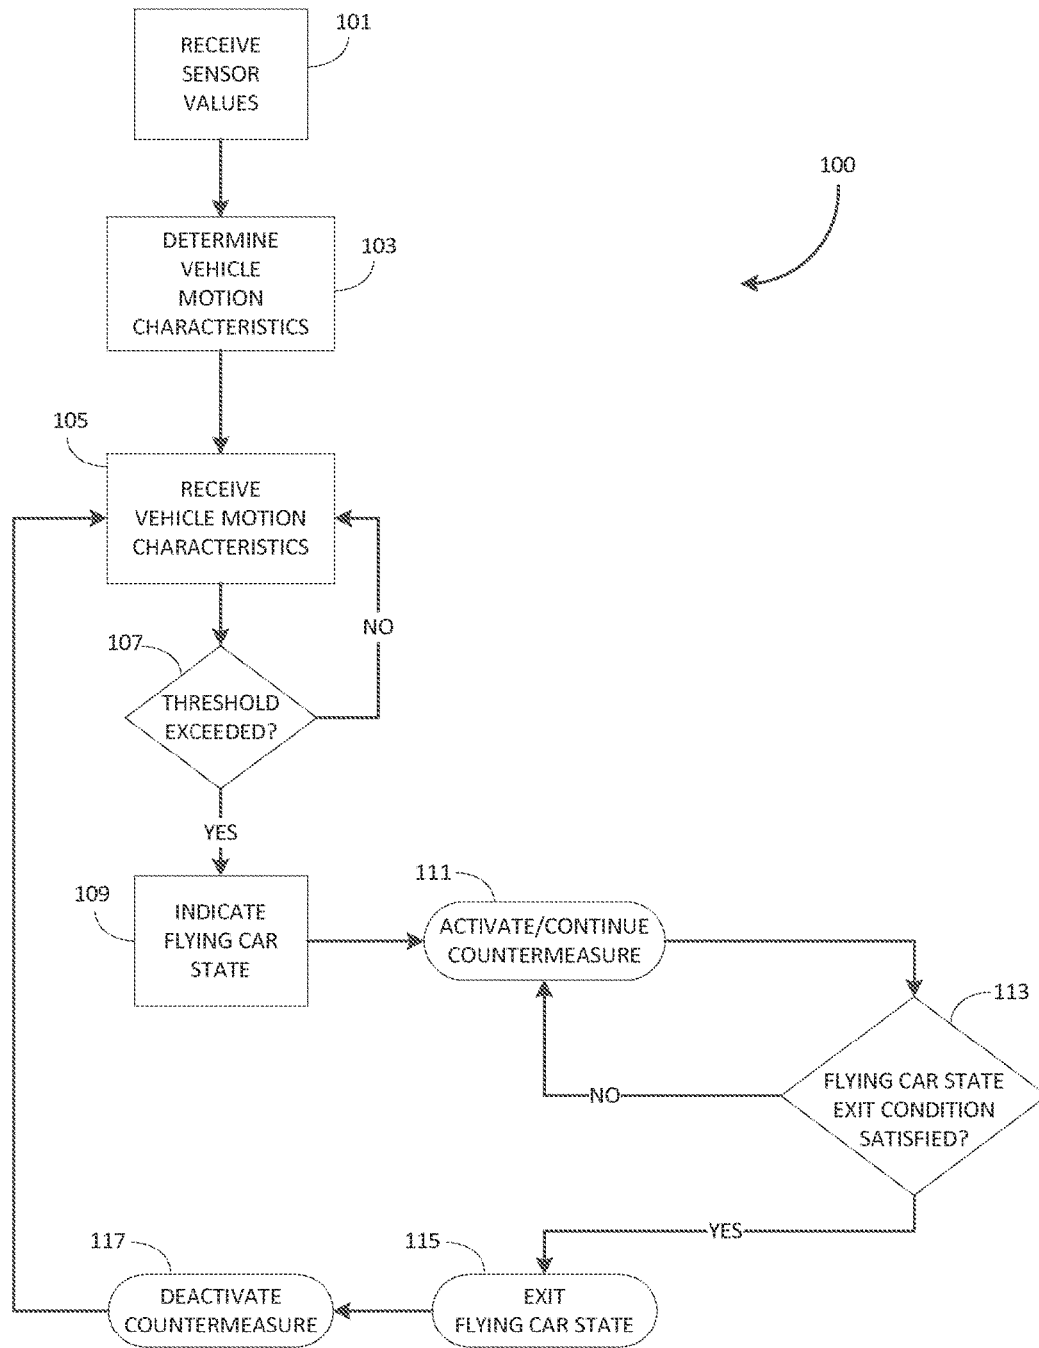 RECEIVE
SENSOR
VALUES
101
100
DETERMINE
VEHICLE
MOTION
CHARACTERISTICS
103
105
RECEIVE
VEHICLE MOTION
CHARACTERISTICS
NO
107
THRESHOLD
EXCEEDED?
YES
109
INDICATE
FLYING CAR
STATE
111
ACTIVATE/CONTINUE
COUNTERMEASURE
113
FLYING CAR STATE
EXIT CONDITION
SATISFIED?
NO
YES
117
DEACTIVATE
COUNTERMEASURE
115
EXIT
FLYING CAR STATE